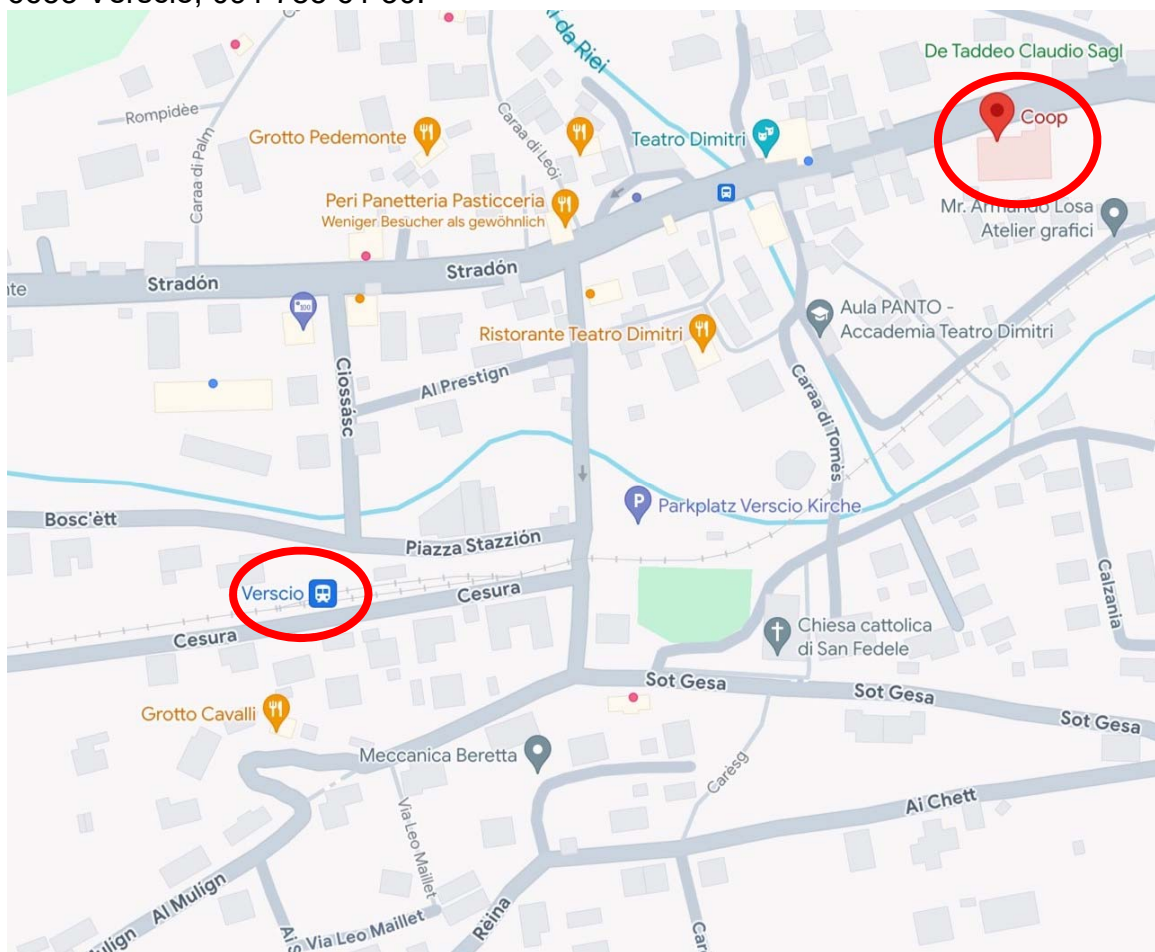 De Taddeo Claudio Sagl
Rompidèe
Coop
Grotto Pedemonte
Teatro Dimitri
Caraa di Palm
Caraa di Leói
Peri Panetteria Pasticceria
Weniger Besucher als gewöhnlich
Mr. Armando Losa
Atelier grafici
Stradón
Stradón
Aula PANTO -
Accademia Teatro Dimitri
Ristorante Teatro Dimitri
Ciossásc
Al Prestign
Caraa di Tomès
Parkplatz Verscio Kirche
Bosc'ètt
Piazza Stazzión
Verscio
Cesura
Cesura
Calzania
Chiesa cattolica
di San Fedele
Sot Gesa
Sot Gesa
Sot Gesa
Grotto Cavalli
Meccanica Beretta
Carèsg
Ai Chett
Via Leo Maillet
Al Mulign
Rëina
Via Leo Maillet